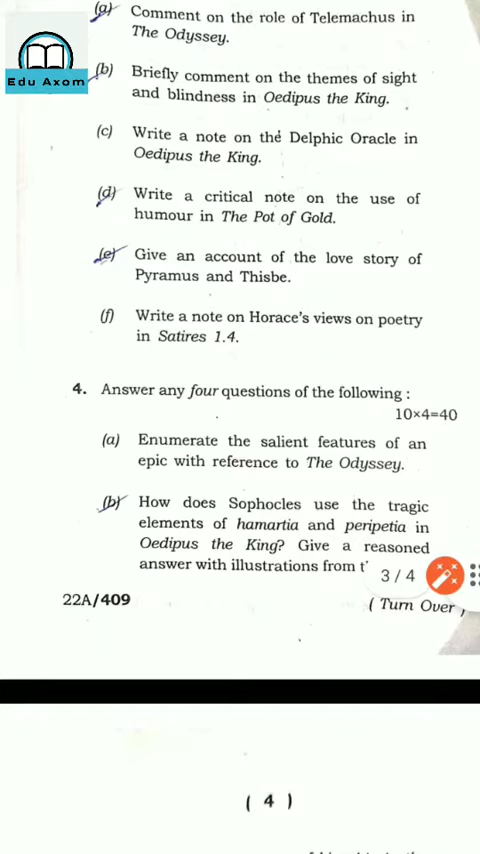 (a) Comment on the role of Telemachus in
The Odyssey.
Edu Axom
(b) Briefly comment on the themes of sight
and blindness in Oedipus the King.
(c) Write a note on the Delphic Oracle in
Oedipus the King.
(d) Write a critical note on the use of
humour in The Pot of Gold.
(e) Give an account of the love story of
Pyramus and Thisbe.
(f) Write a note on Horace's views on poetry
in Satires 1.4.
4. Answer any four questions of the following :
10×4=40
(a) Enumerate the salient features of an
epic with reference to The Odyssey.
(b) How does Sophocles use the tragic
elements of hamartia and peripetia in
Oedipus the King? Give a reasoned
answer with illustrations from
3 / 4
22A/409
( Turn Over )
( 4 )